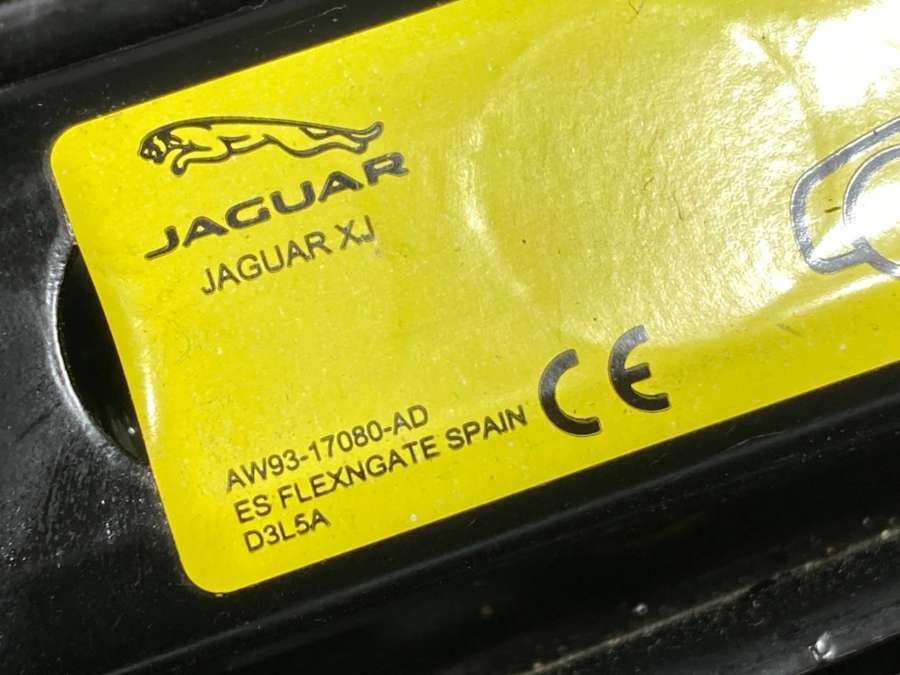 JAGUAR
JAGUAR XJ
AW93-17080-AD
ES FLEXNGATE SPAIN
D3L5A
CE